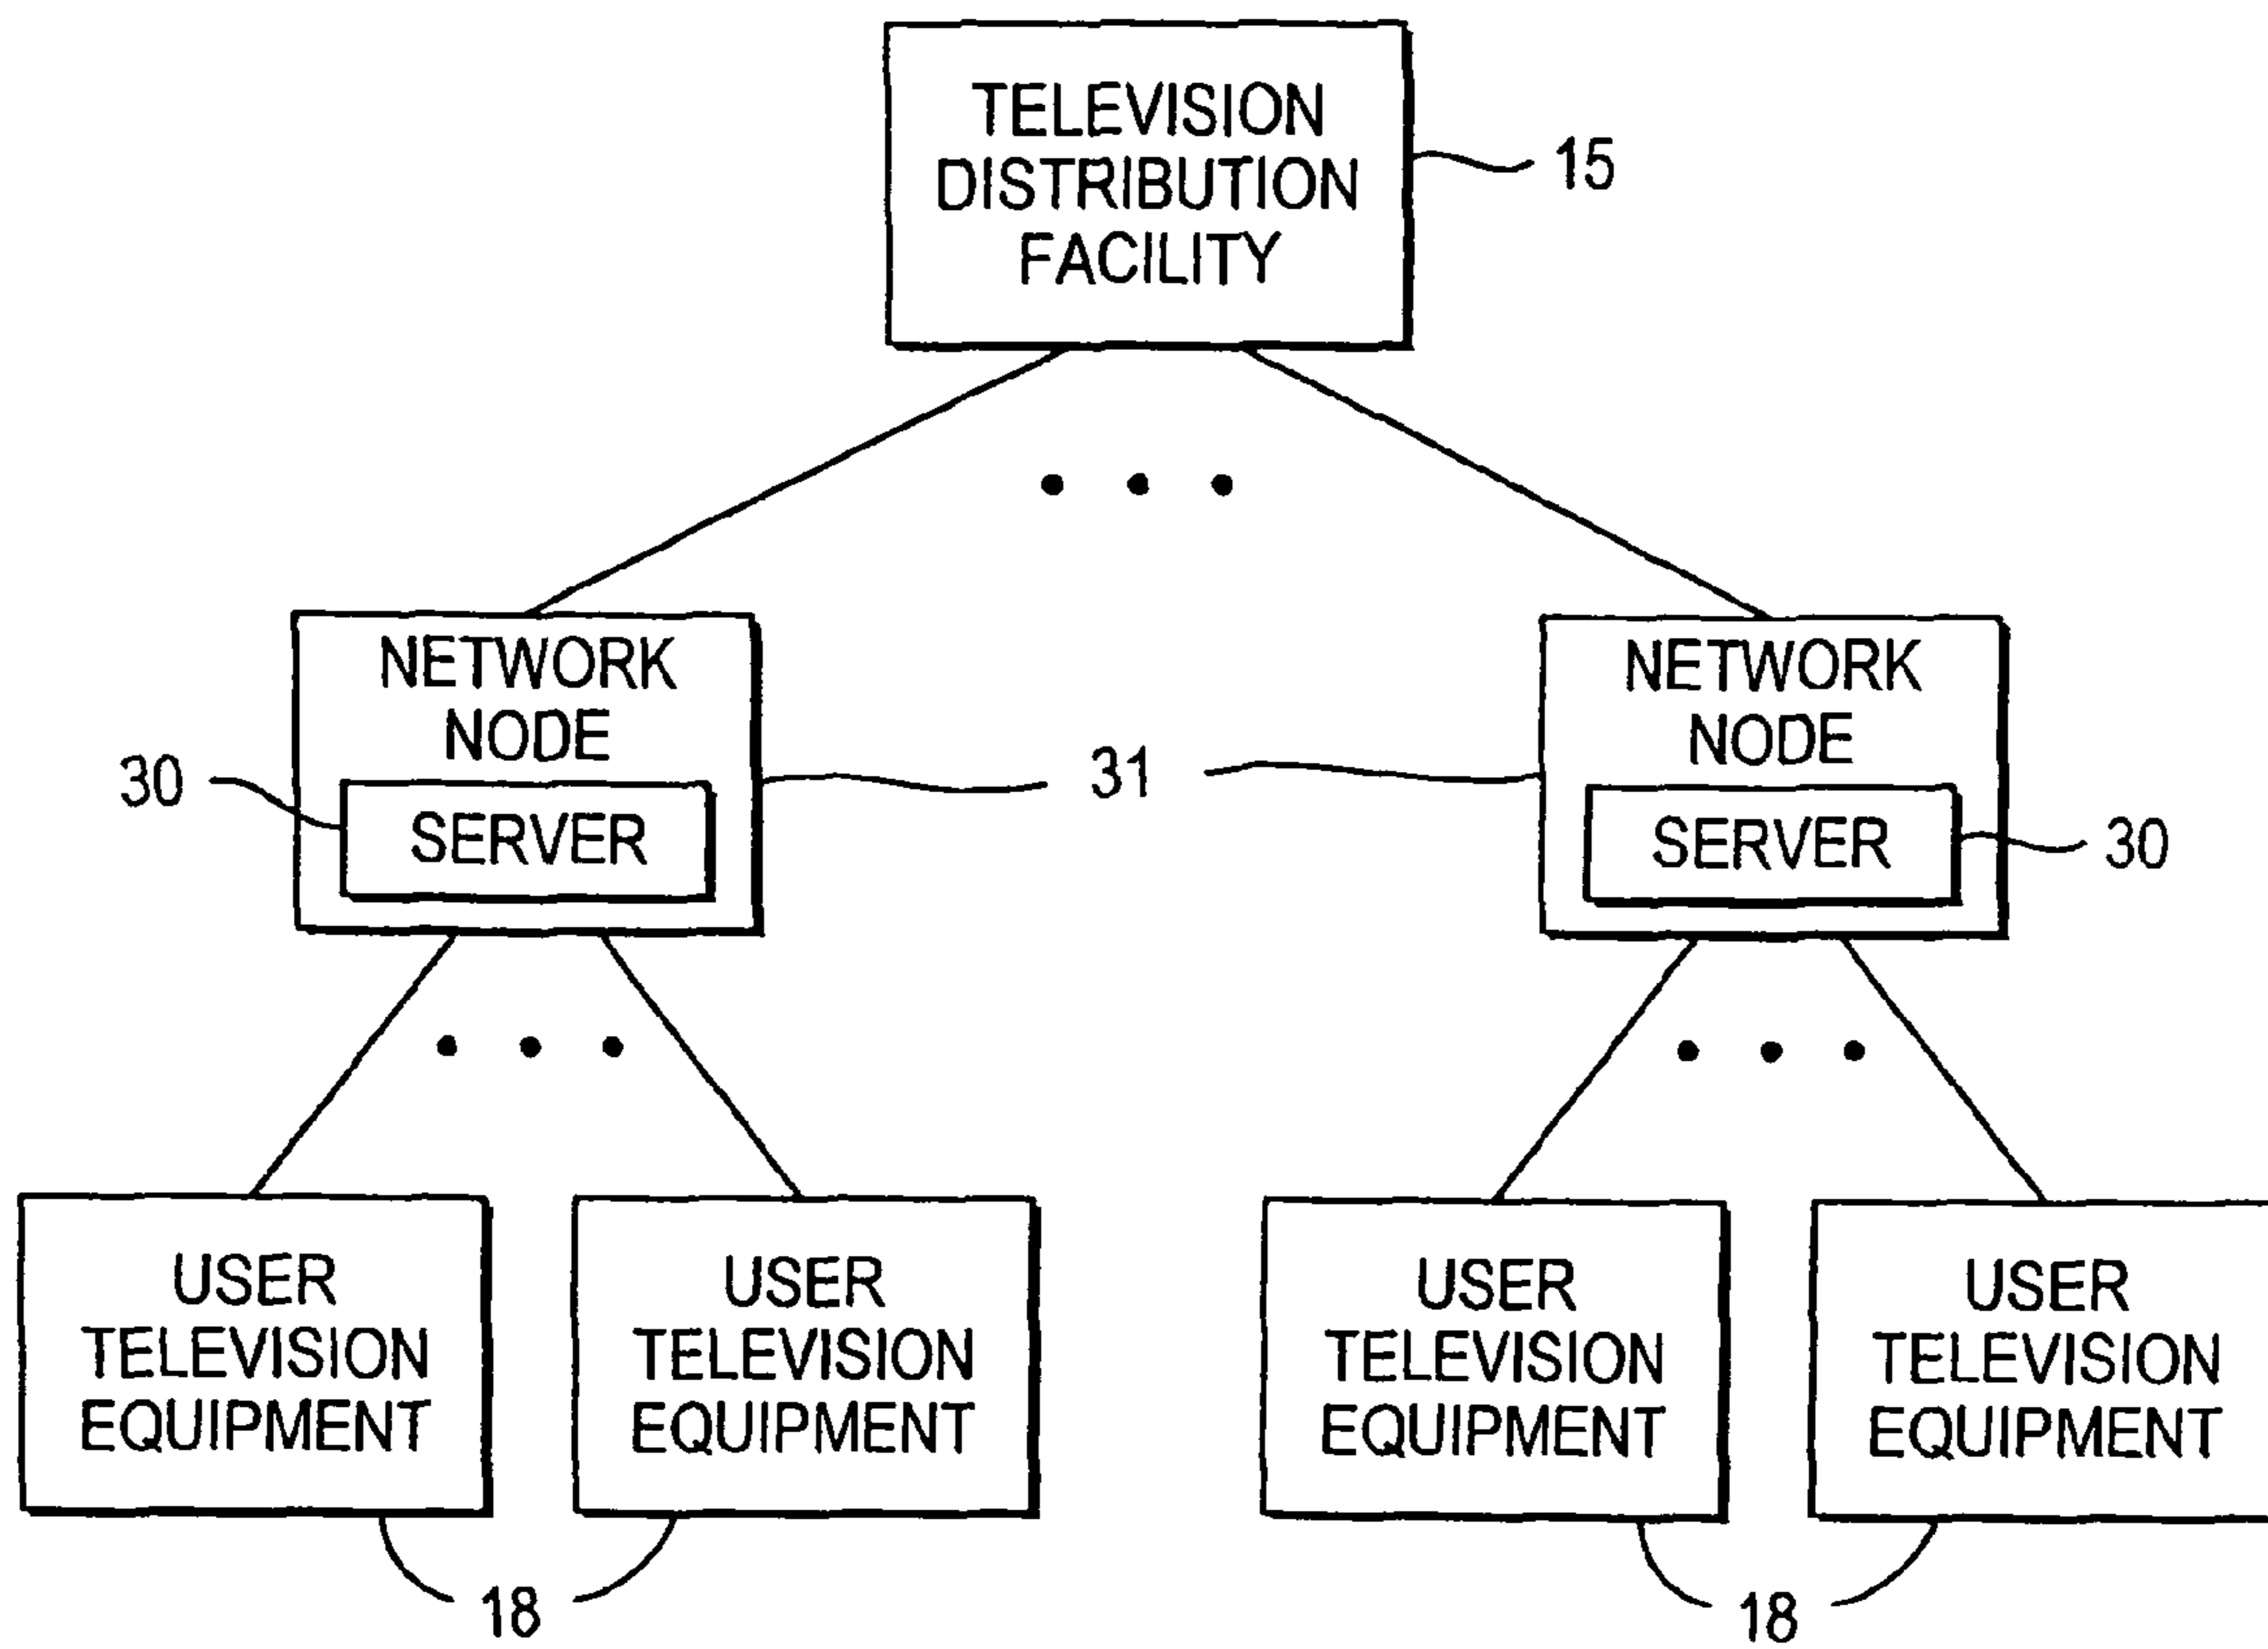 TELEVISION
DISTRIBUTION
FACILITY
15
NETWORK
NODE
SERVER
30
31
NETWORK
NODE
SERVER
30
USER
TELEVISION
EQUIPMENT
USER
TELEVISION
EQUIPMENT
18
USER
TELEVISION
EQUIPMENT
USER
TELEVISION
EQUIPMENT
18